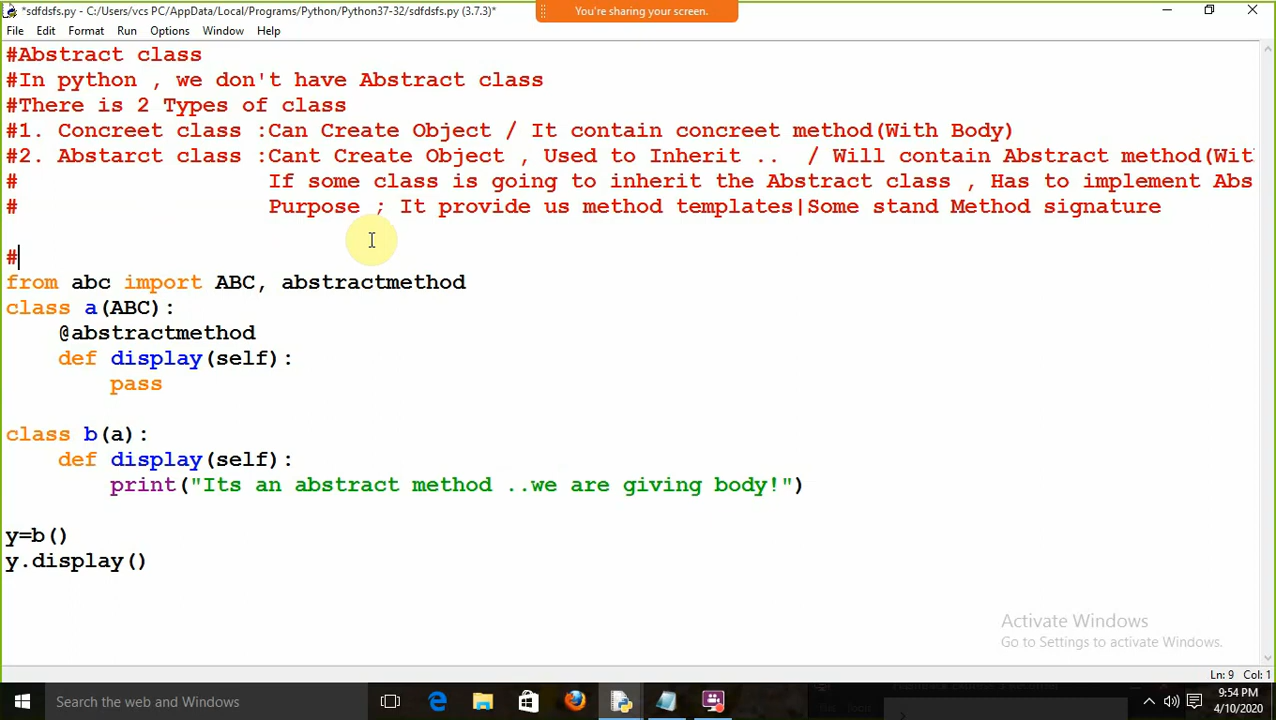 *sdfdsfs.py - C:/Users/vcs PC/AppData/Local/Programs/Python/Python37-32/sdfdsfs.py (3.7.3)*
You're sharing your screen.
File Edit Format Run Options Window Help
#Abstract class
#In python , we don't have Abstract class
#There is 2 Types of class
#1. Concreet class :Can Create Object / It contain concreet method(With Body)
#2. Abstarct class :Cant Create Object , Used to Inherit .. / Will contain Abstract method(Wit
# If some class is going to inherit the Abstract class , Has to implement Abs
# Purpose ; It provide us method templates|Some stand Method signature
#
from abc import ABC, abstractmethod
class a(ABC):
@abstractmethod
def display(self):
pass
class b(a):
def display(self):
print("Its an abstract method ..we are giving body!")
y=b()
y.display()
Activate Windows
Go to Settings to activate Windows.
Ln: 9 Col: 1
Search the web and Windows
9:54 PM
4/10/2020